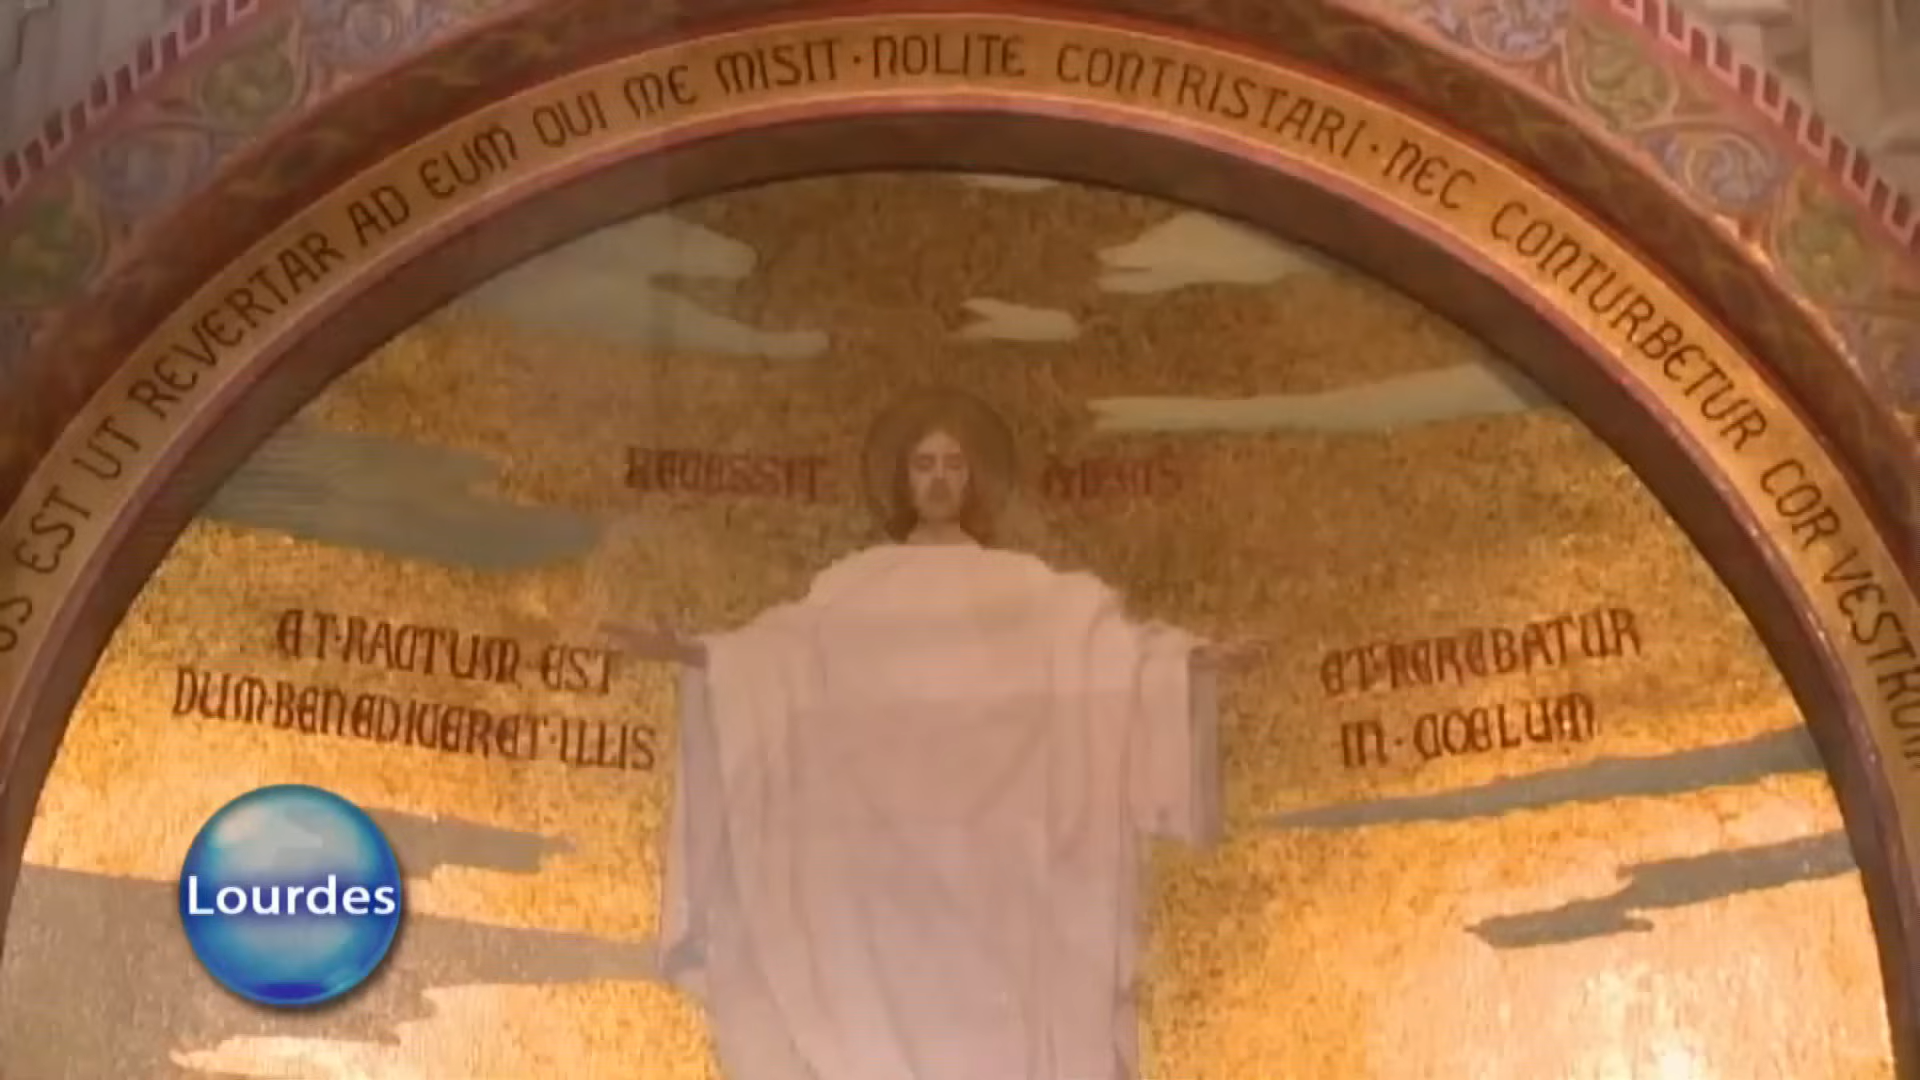 EST UT REVERTAR AD EUM QUI ME MISIT · NOLITE CONTRISTARI · NEC CONTURBETUR COR VESTRUM
RECESSIT
ET·FACTUM·EST
DUM·BENEDICERET·ILLIS
ET·FEREBATUR
IN·COELUM
Lourdes